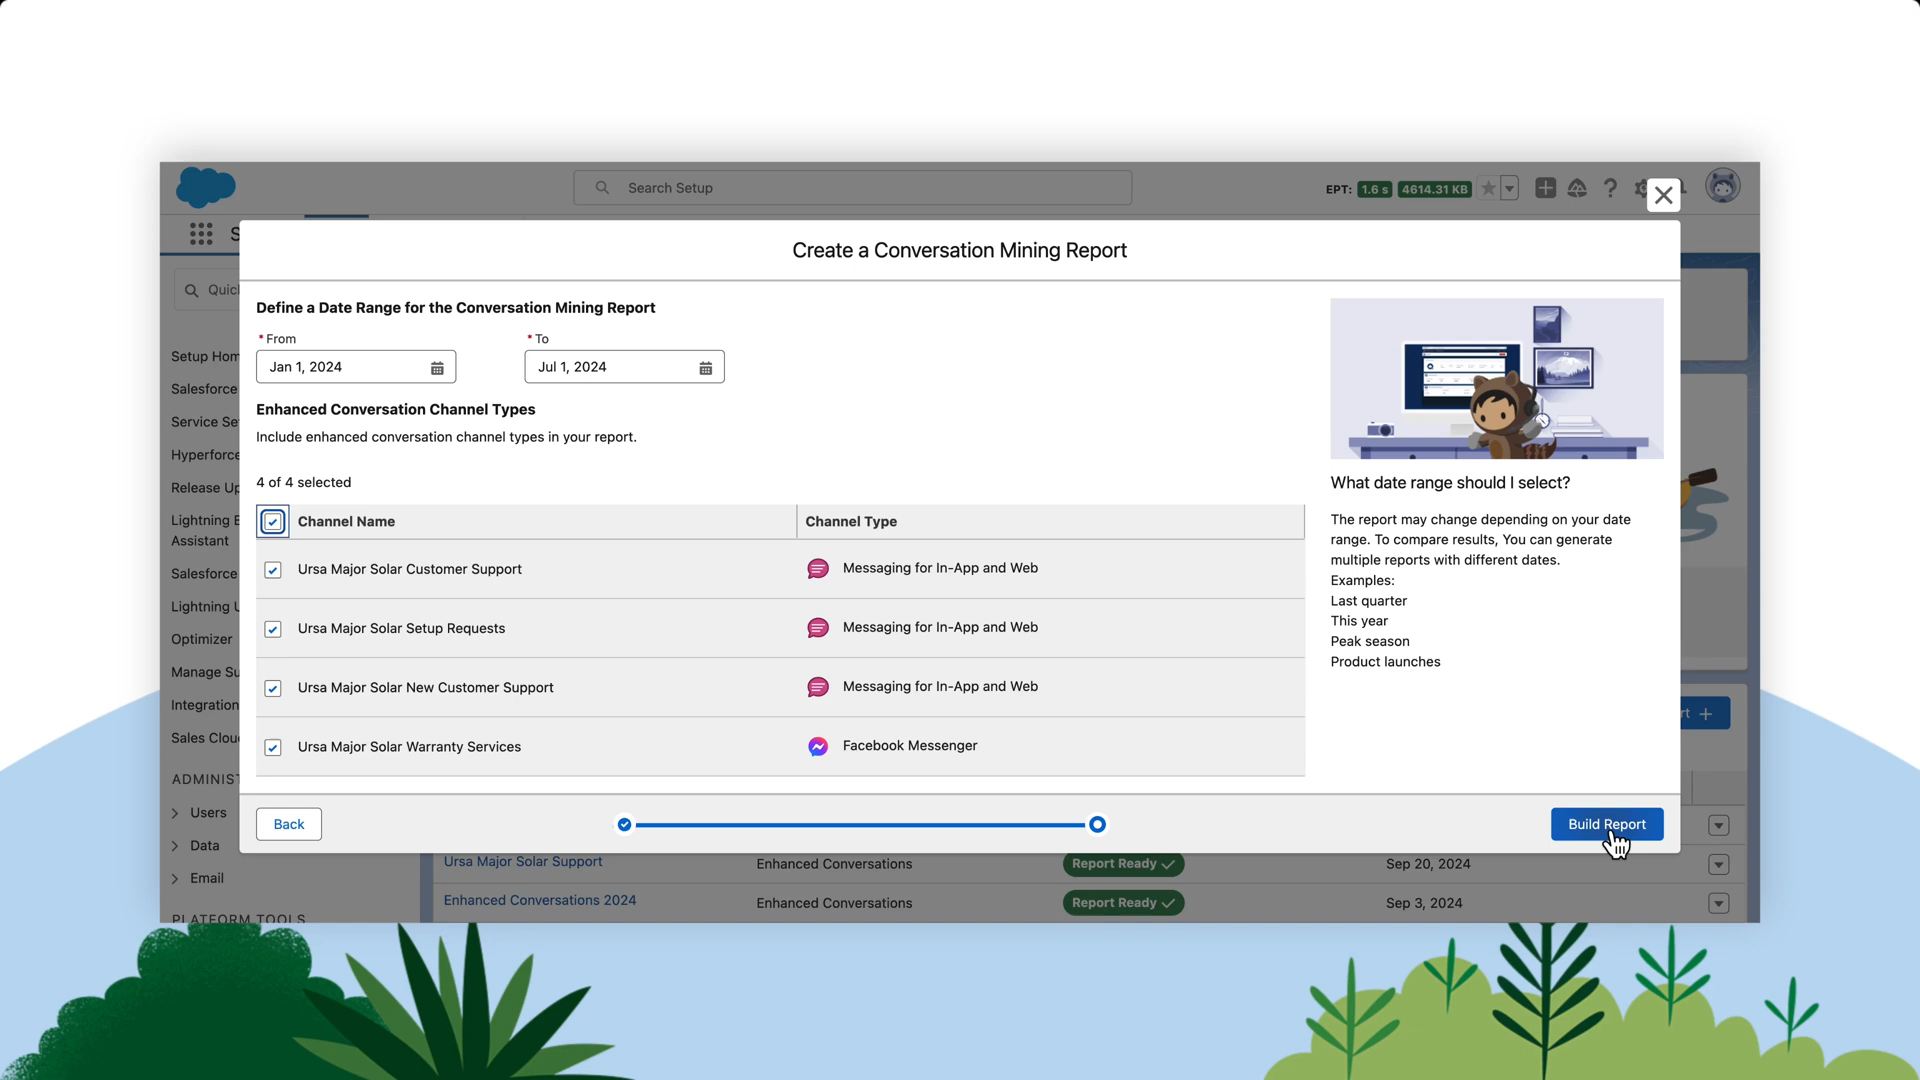 Search Setup
EPT: 1.6 s 4614.31 KB
Create a Conversation Mining Report
Define a Date Range for the Conversation Mining Report
* From
* To
Jan 1, 2024
Jul 1, 2024
Enhanced Conversation Channel Types
Include enhanced conversation channel types in your report.
4 of 4 selected
Channel Name
Channel Type
Ursa Major Solar Customer Support
Messaging for In-App and Web
Ursa Major Solar Setup Requests
Messaging for In-App and Web
Ursa Major Solar New Customer Support
Messaging for In-App and Web
Ursa Major Solar Warranty Services
Facebook Messenger
What date range should I select?
The report may change depending on your date
range. To compare results, You can generate
multiple reports with different dates.
Examples:
Last quarter
This year
Peak season
Product launches
Back
Build Report
Setup Hom
Salesforce
Service Se
Hyperforce
Release Up
Lightning E
Assistant
Salesforce
Lightning U
Optimizer
Manage Su
Integration
Sales Clou
ADMINIST
Users
Data
Email
PLATFORM TOOLS
Ursa Major Solar Support
Enhanced Conversations
Report Ready
Sep 20, 2024
Enhanced Conversations 2024
Enhanced Conversations
Report Ready
Sep 3, 2024